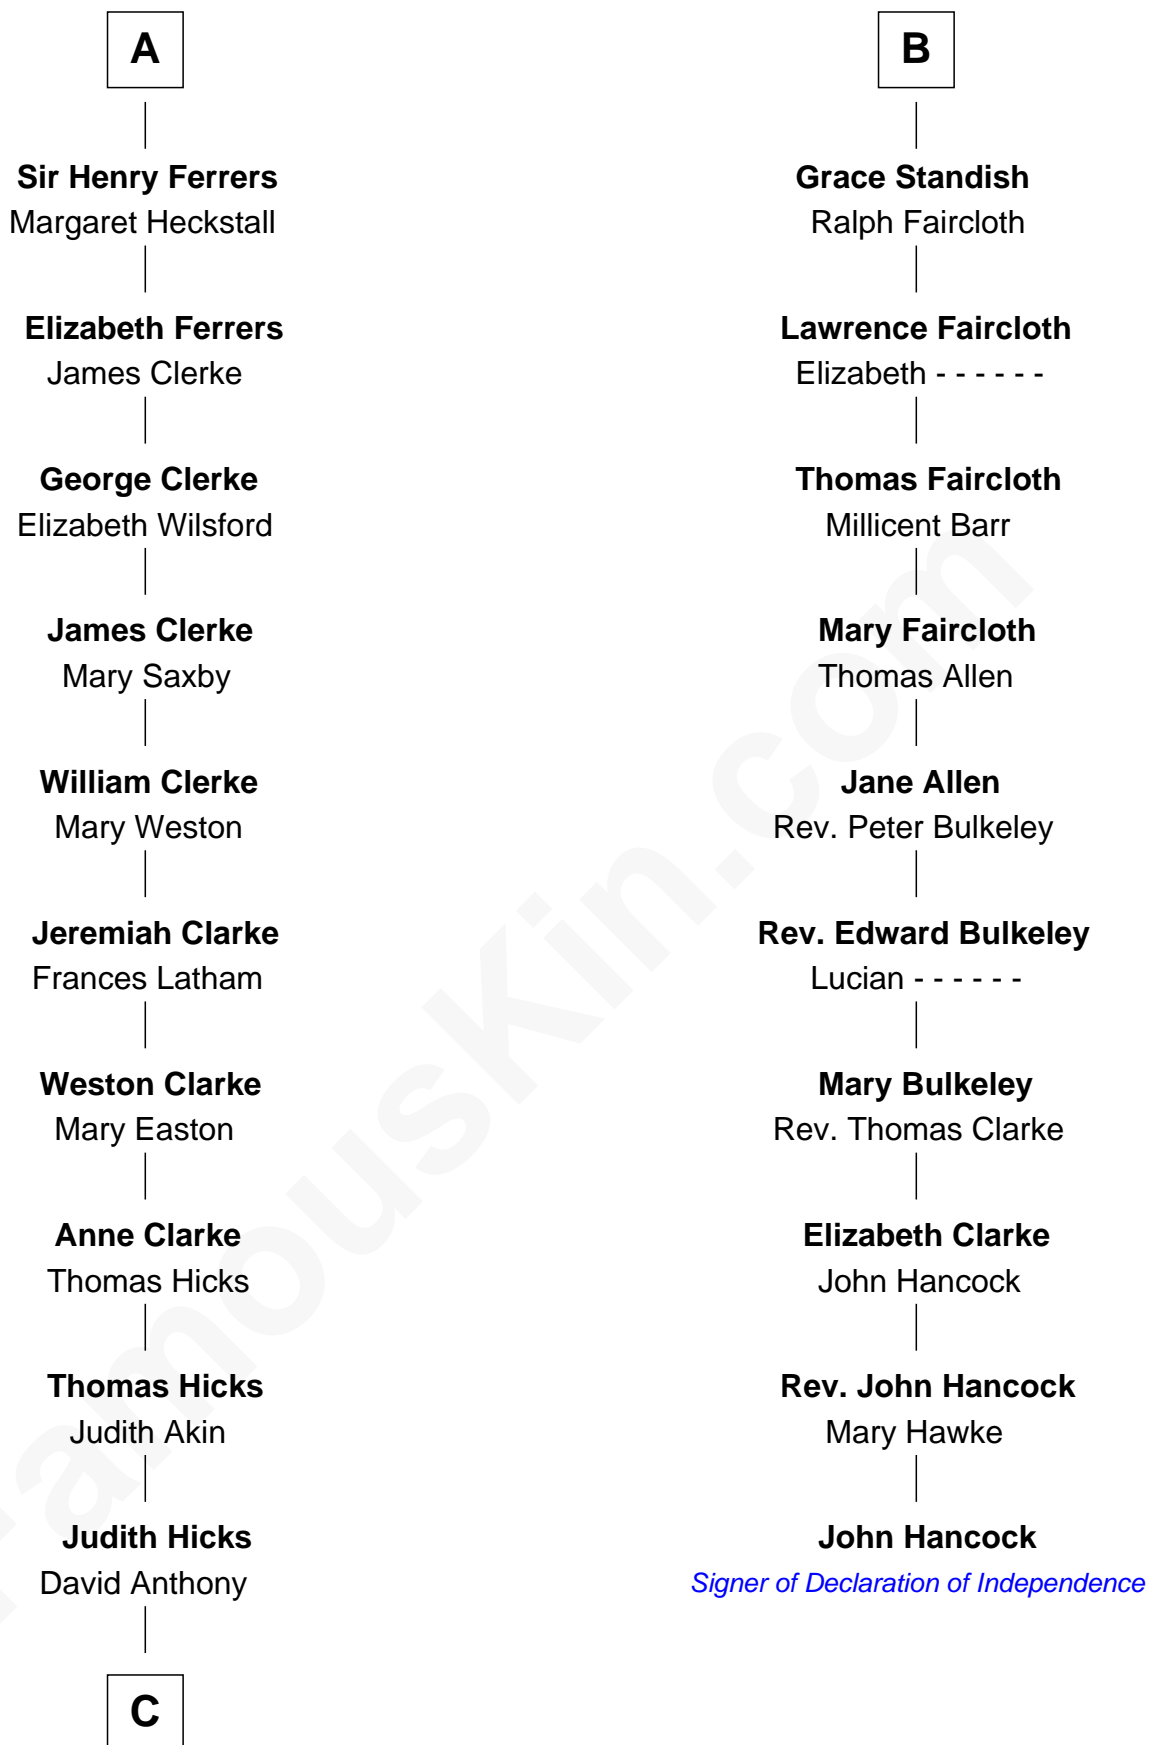 A
Sir Henry Ferrers
Margaret Heckstall
Elizabeth Ferrers
James Clerke
George Clerke
Elizabeth Wilsford
James Clerke
Mary Saxby
William Clerke
Mary Weston
Jeremiah Clarke
Frances Latham
Weston Clarke
Mary Easton
Anne Clarke
Thomas Hicks
Thomas Hicks
Judith Akin
Judith Hicks
David Anthony
C
B
Grace Standish
Ralph Faircloth
Lawrence Faircloth
Elizabeth - - - - - -
Thomas Faircloth
Millicent Barr
Mary Faircloth
Thomas Allen
Jane Allen
Rev. Peter Bulkeley
Rev. Edward Bulkeley
Lucian - - - - - -
Mary Bulkeley
Rev. Thomas Clarke
Elizabeth Clarke
John Hancock
Rev. John Hancock
Mary Hawke
John Hancock
Signer of Declaration of Independence
FamousKin.com